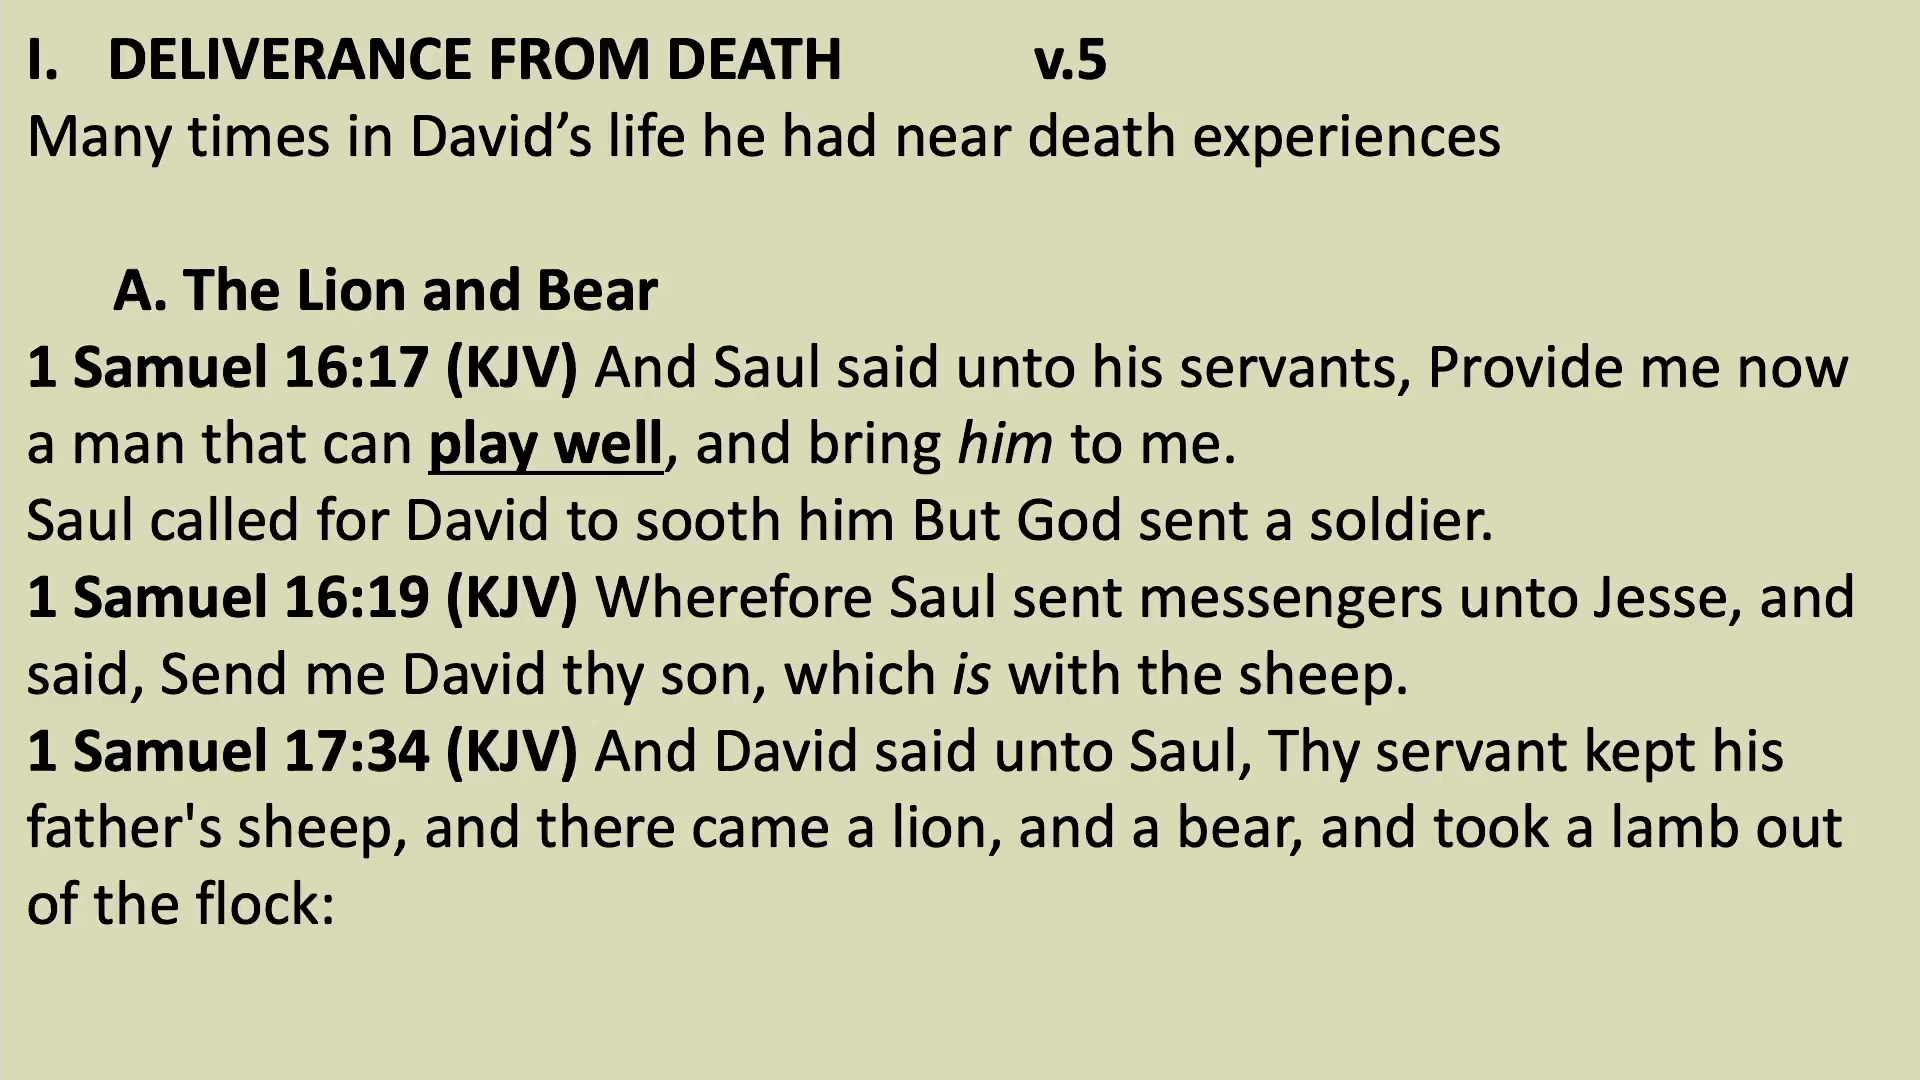 I. DELIVERANCE FROM DEATH v.5
Many times in David’s life he had near death experiences
A. The Lion and Bear
1 Samuel 16:17 (KJV) And Saul said unto his servants, Provide me now
a man that can play well, and bring him to me.
Saul called for David to sooth him But God sent a soldier.
1 Samuel 16:19 (KJV) Wherefore Saul sent messengers unto Jesse, and
said, Send me David thy son, which is with the sheep.
1 Samuel 17:34 (KJV) And David said unto Saul, Thy servant kept his
father's sheep, and there came a lion, and a bear, and took a lamb out
of the flock: